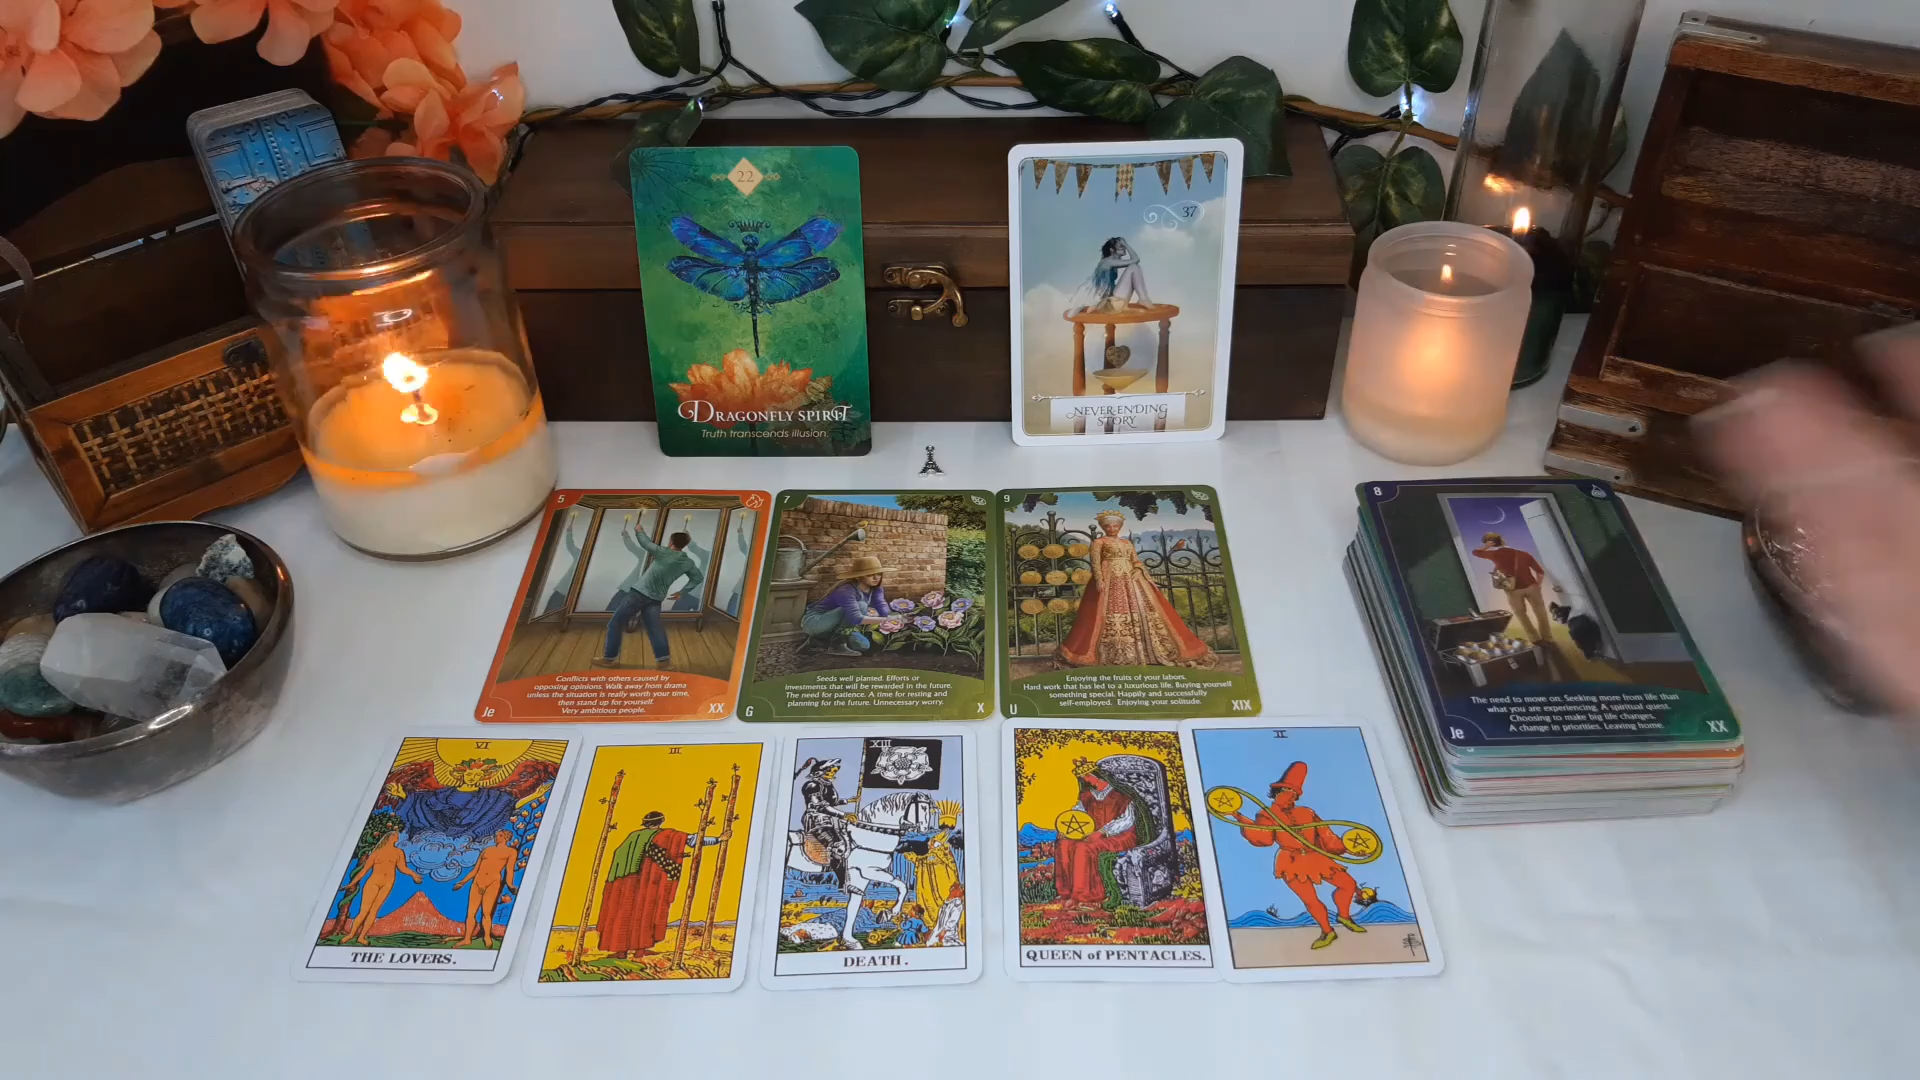 22
DRAGONFLY SPIRIT
Truth transcends illusion.
37
NEVER-ENDING
STORY
5
Conflicts with others caused by
opposing opinions. Walk away from drama
unless the situation is really worth your time,
then stand up for yourself.
Very ambitious people.
Je
XX
7
Seeds well planted. Efforts or
investments that will be rewarded in the future.
The need for patience. A time for resting and
planning for the future. Unnecessary worry.
G
X
9
Enjoying the fruits of your labors.
Hard work that has led to a luxurious life. Buying yourself
something special. Happily and successfully
self-employed. Enjoying your solitude.
U
XIX
8
The need to move on. Seeking more from life than
what you are experiencing. A spiritual quest.
Choosing to make big life changes.
A change in priorities. Leaving home.
Je
XX
VI
THE LOVERS.
III
XIII
DEATH.
QUEEN of PENTACLES.
II